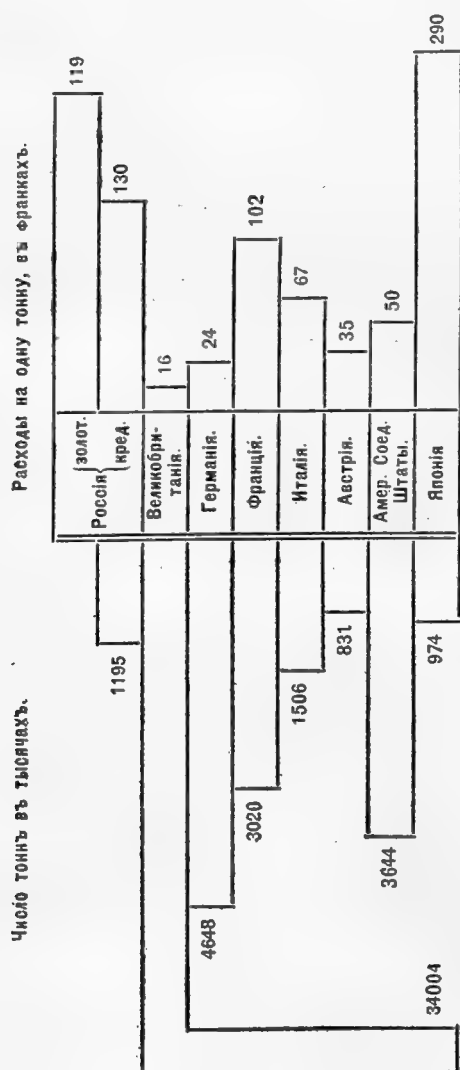 Число тоннъ въ тысячахъ.
Расходы на одну тонну, въ франкахъ.
1195
Россія { золот.
кред.
119
130
Великобри-
танія.
16
4648
Германія.
24
3020
Франція.
102
1506
Италія.
67
831
Австрія.
35
3644
Амер. Соед.
Штаты.
50
34004
974
Японія
290